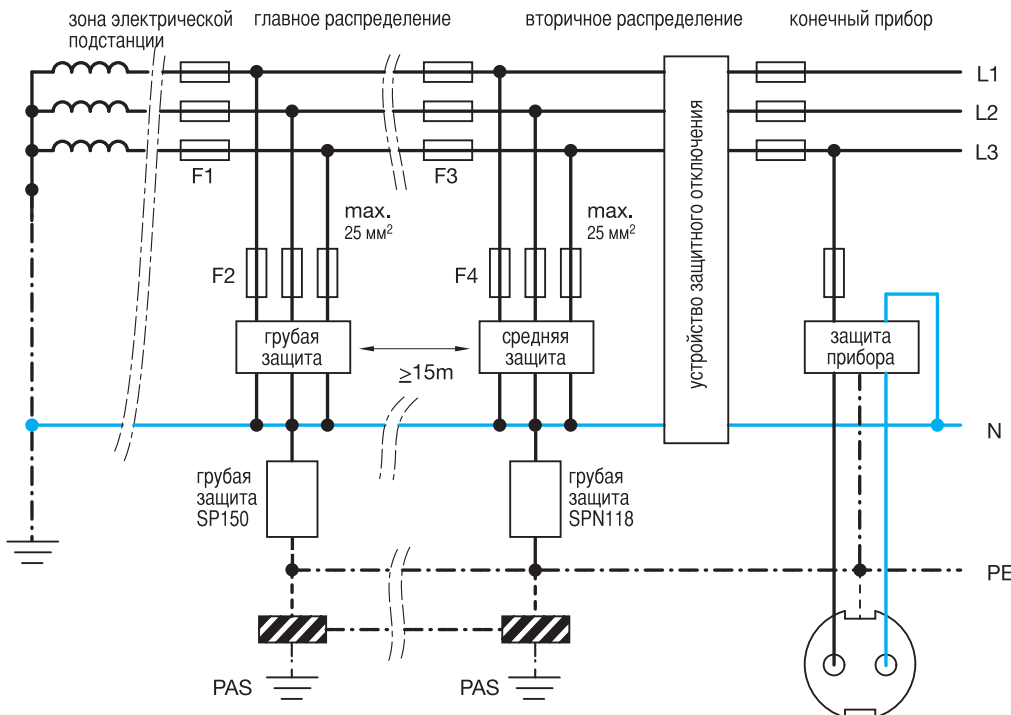 зона электрической
подстанции
главное распределение
вторичное распределение
конечный прибор
L1
L2
L3
F1
F3
max.
25 мм²
max.
25 мм²
F2
F4
устройство защитного отключения
грубая
защита
≥15m
средняя
защита
защита
прибора
N
грубая
защита
SP150
грубая
защита
SPN118
PE
PAS
PAS